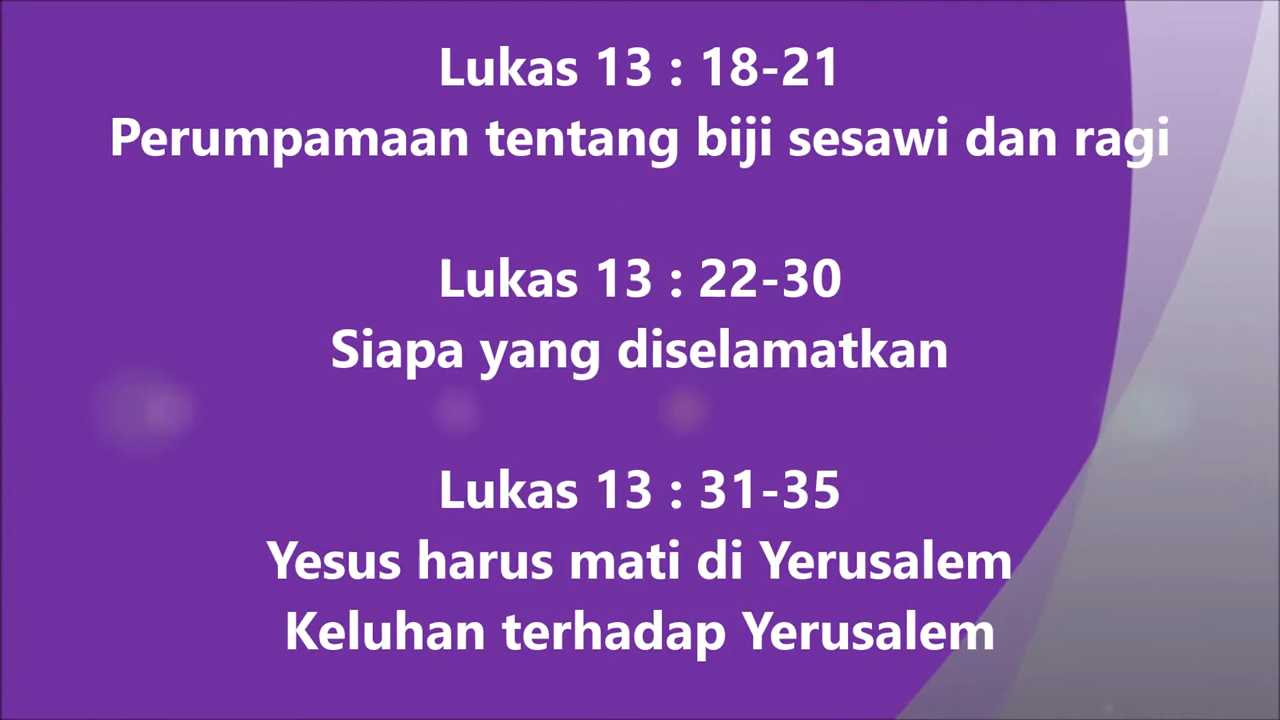 Lukas 13 : 18-21
Perumpamaan tentang biji sesawi dan ragi
Lukas 13 : 22-30
Siapa yang diselamatkan
Lukas 13 : 31-35
Yesus harus mati di Yerusalem
Keluhan terhadap Yerusalem